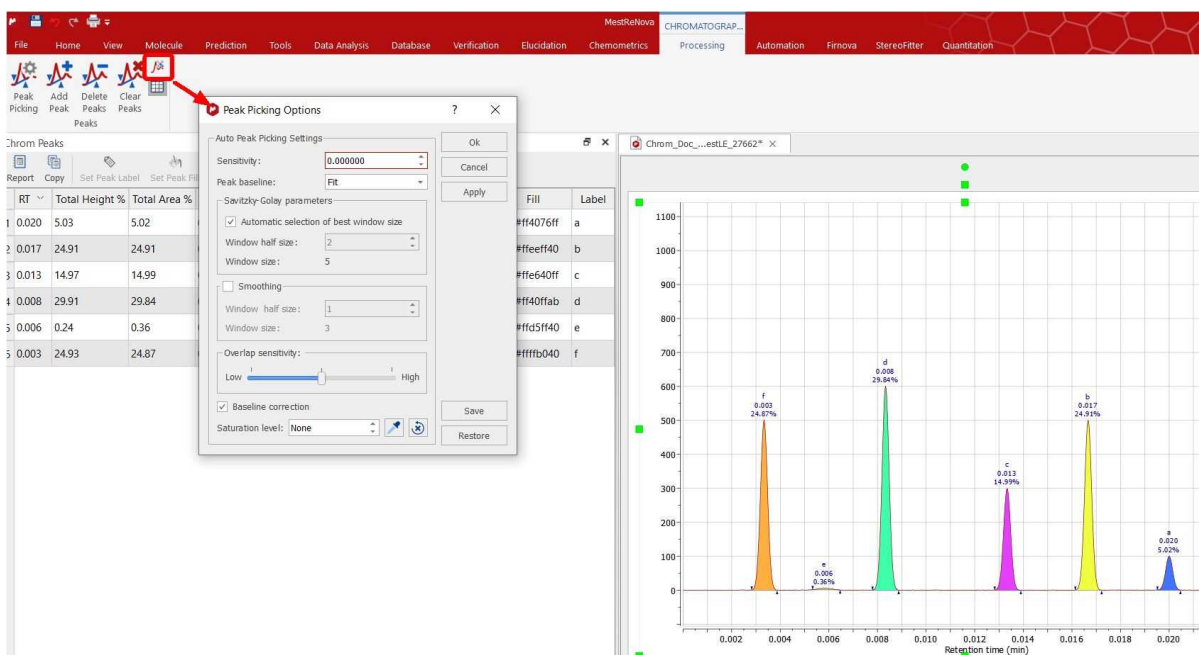 MestReNova
CHROMATOGRAP...
File Home View Molecule Prediction Tools Data Analysis Database Verification Elucidation Chemometrics Processing Automation Firnova StereoFitter Quantitation
Peak Picking
Add Peak
Delete Peaks
Clear Peaks
Peaks
Chrom Peaks
Report Copy Set Peak Label Set Peak Fil
RT Total Height % Total Area % Fill Label
1 0.020 5.03 5.02 #ff4076ff a
2 0.017 24.91 24.91 #ffeeff40 b
3 0.013 14.97 14.99 #ffe640ff c
4 0.008 29.91 29.84 #ff40ffab d
5 0.006 0.24 0.36 #ffd5ff40 e
6 0.003 24.93 24.87 #ffffb040 f
Peak Picking Options ? ×
Auto Peak Picking Settings
Sensitivity: 0.000000
Peak baseline: Fit
Savitzky-Golay parameters
Automatic selection of best window size
Window half size: 2
Window size: 5
Smoothing
Window half size: 1
Window size: 3
Overlap sensitivity:
Low High
Baseline correction
Saturation level: None
Ok
Cancel
Apply
Save
Restore
Chrom_Doc_...estLE_27662* ×
1100
1000
900
800
700
600
500
400
300
200
100
0
f
0.003
24.87%
e
0.006
0.36%
d
0.008
29.84%
c
0.013
14.99%
b
0.017
24.91%
a
0.020
5.02%
0.002 0.004 0.006 0.008 0.010 0.012 0.014 0.016 0.018 0.020
Retention time (min)